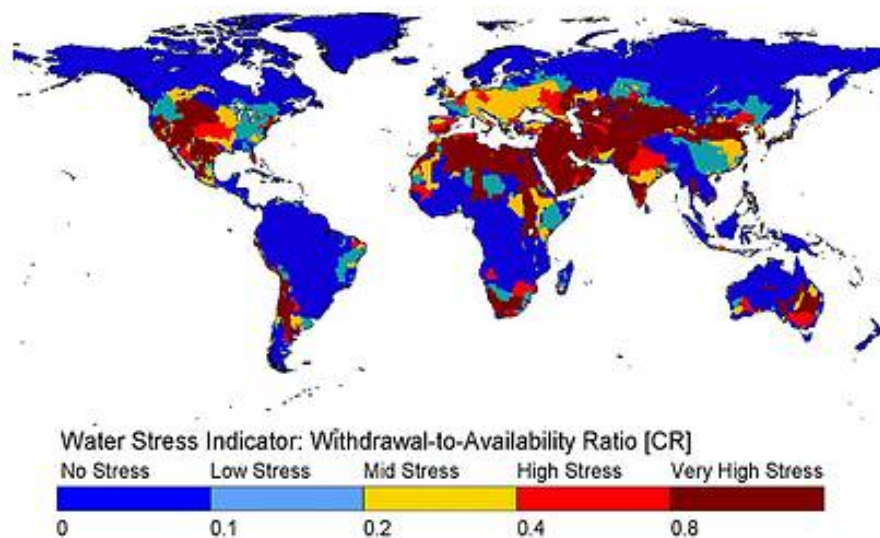 Water Stress Indicator: Withdrawal-to-Availability Ratio [CR]
No Stress Low Stress Mid Stress High Stress Very High Stress
0 0.1 0.2 0.4 0.8